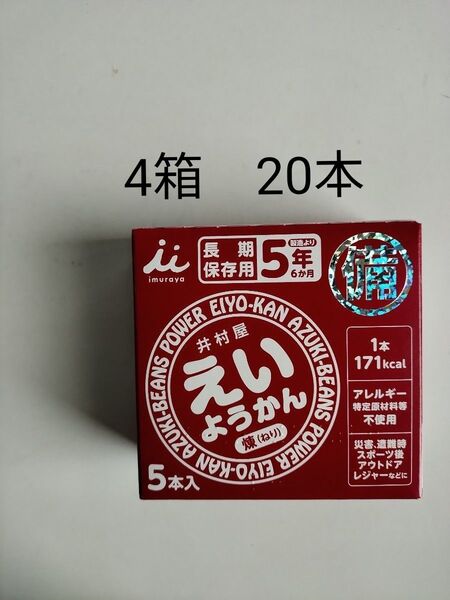 4箱 20本
imuraya
長期
保存用
製造より
5年
6か月
備
AZUKI-BEANS POWER EIYO-KAN AZUKI-BEANS POWER EIYO-KAN
井村屋
えい
ようかん
煉(ねり)
5本入
1本
171kcal
アレルギー
特定原材料等
不使用
災害、遭難時
スポーツ後
アウトドア
レジャーなどに